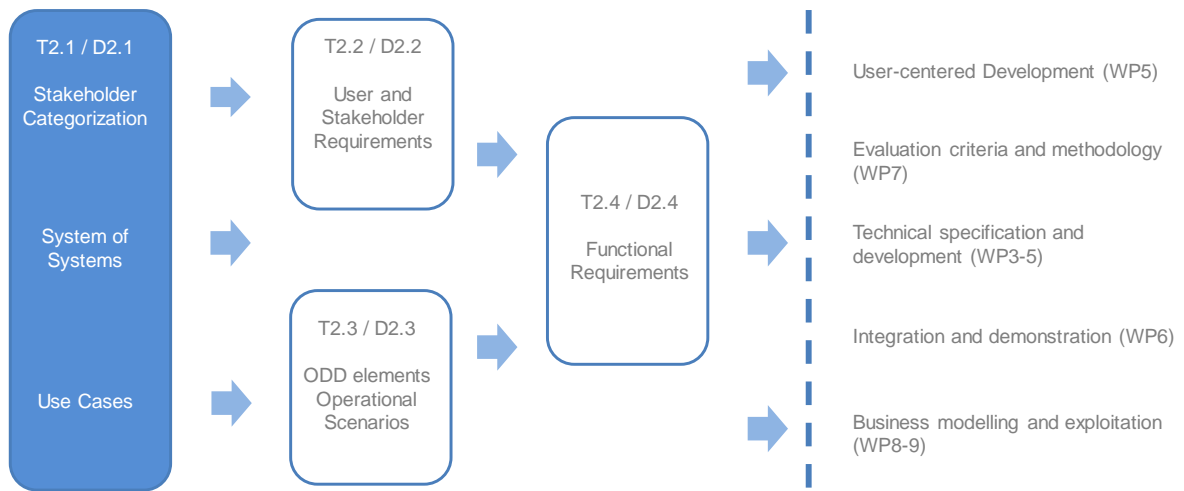 T2.1 / D2.1
Stakeholder
Categorization
System of
Systems
Use Cases
T2.2 / D2.2
User and
Stakeholder
Requirements
T2.3 / D2.3
ODD elements
Operational
Scenarios
T2.4 / D2.4
Functional
Requirements
User-centered Development (WP5)
Evaluation criteria and methodology
(WP7)
Technical specification and
development (WP3-5)
Integration and demonstration (WP6)
Business modelling and exploitation
(WP8-9)